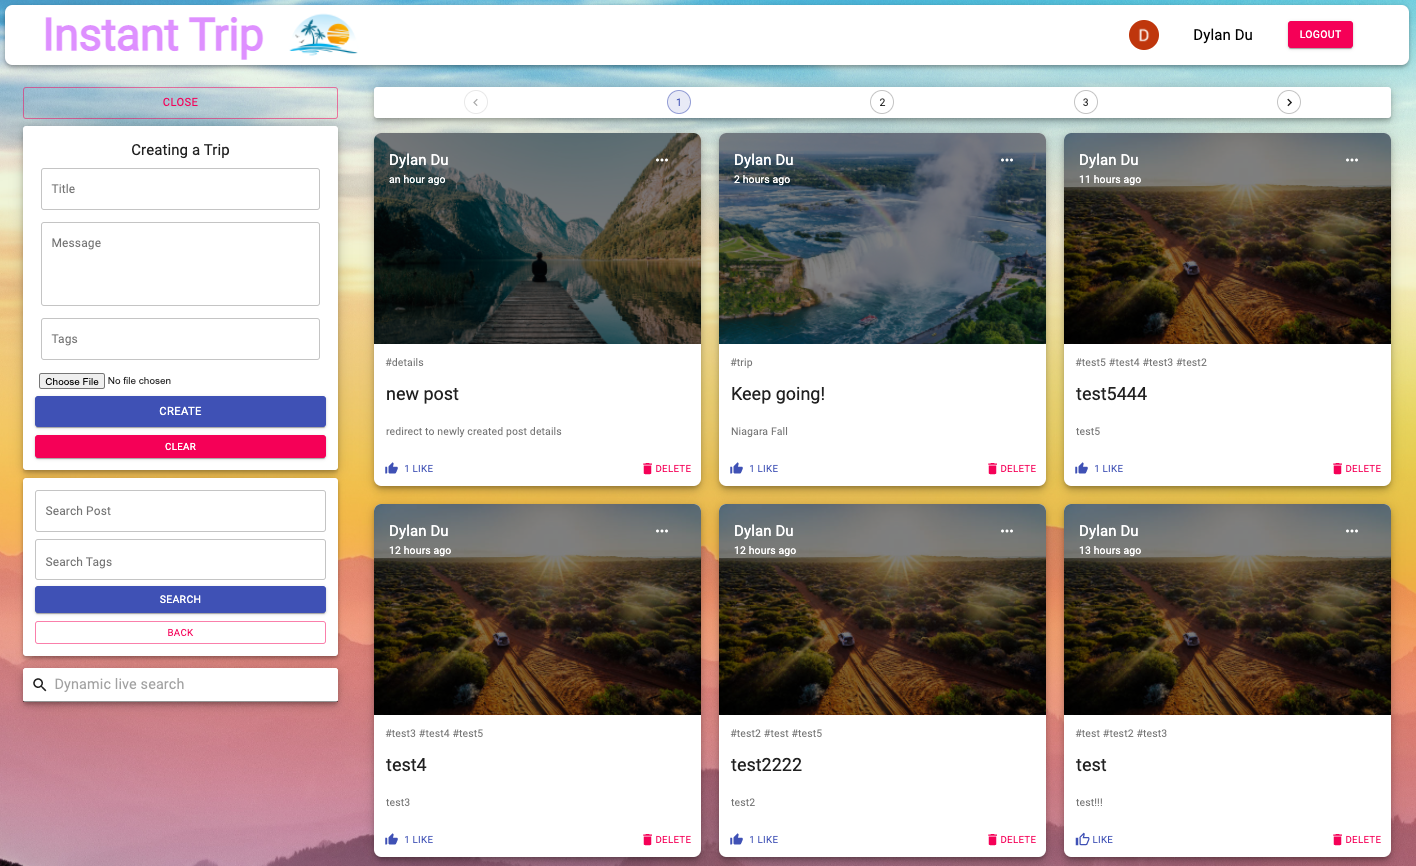 Instant Trip
D Dylan Du LOGOUT
CLOSE
Creating a Trip
Title
Message
Tags
Choose File No file chosen
CREATE
CLEAR
Search Post
Search Tags
SEARCH
BACK
Dynamic live search
1 2 3
Dylan Du
an hour ago
#details
new post
redirect to newly created post details
1 LIKE DELETE
Dylan Du
2 hours ago
#trip
Keep going!
Niagara Fall
1 LIKE DELETE
Dylan Du
11 hours ago
#test5 #test4 #test3 #test2
test5444
test5
1 LIKE DELETE
Dylan Du
12 hours ago
#test3 #test4 #test5
test4
test3
1 LIKE DELETE
Dylan Du
12 hours ago
#test2 #test #test5
test2222
test2
1 LIKE DELETE
Dylan Du
13 hours ago
#test #test2 #test3
test
test!!!
LIKE DELETE